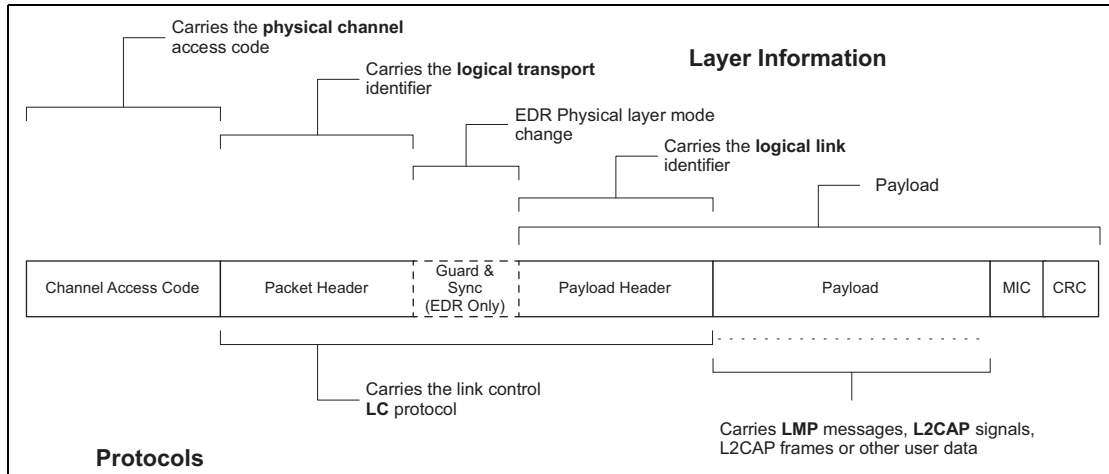 Carries the physical channel
access code
Layer Information
Carries the logical transport
identifier
EDR Physical layer mode
change
Carries the logical link
identifier
Payload
Channel Access Code
Packet Header
Guard &
Sync
(EDR Only)
Payload Header
Payload
MIC
CRC
Carries the link control
LC protocol
Carries LMP messages, L2CAP signals,
L2CAP frames or other user data
Protocols